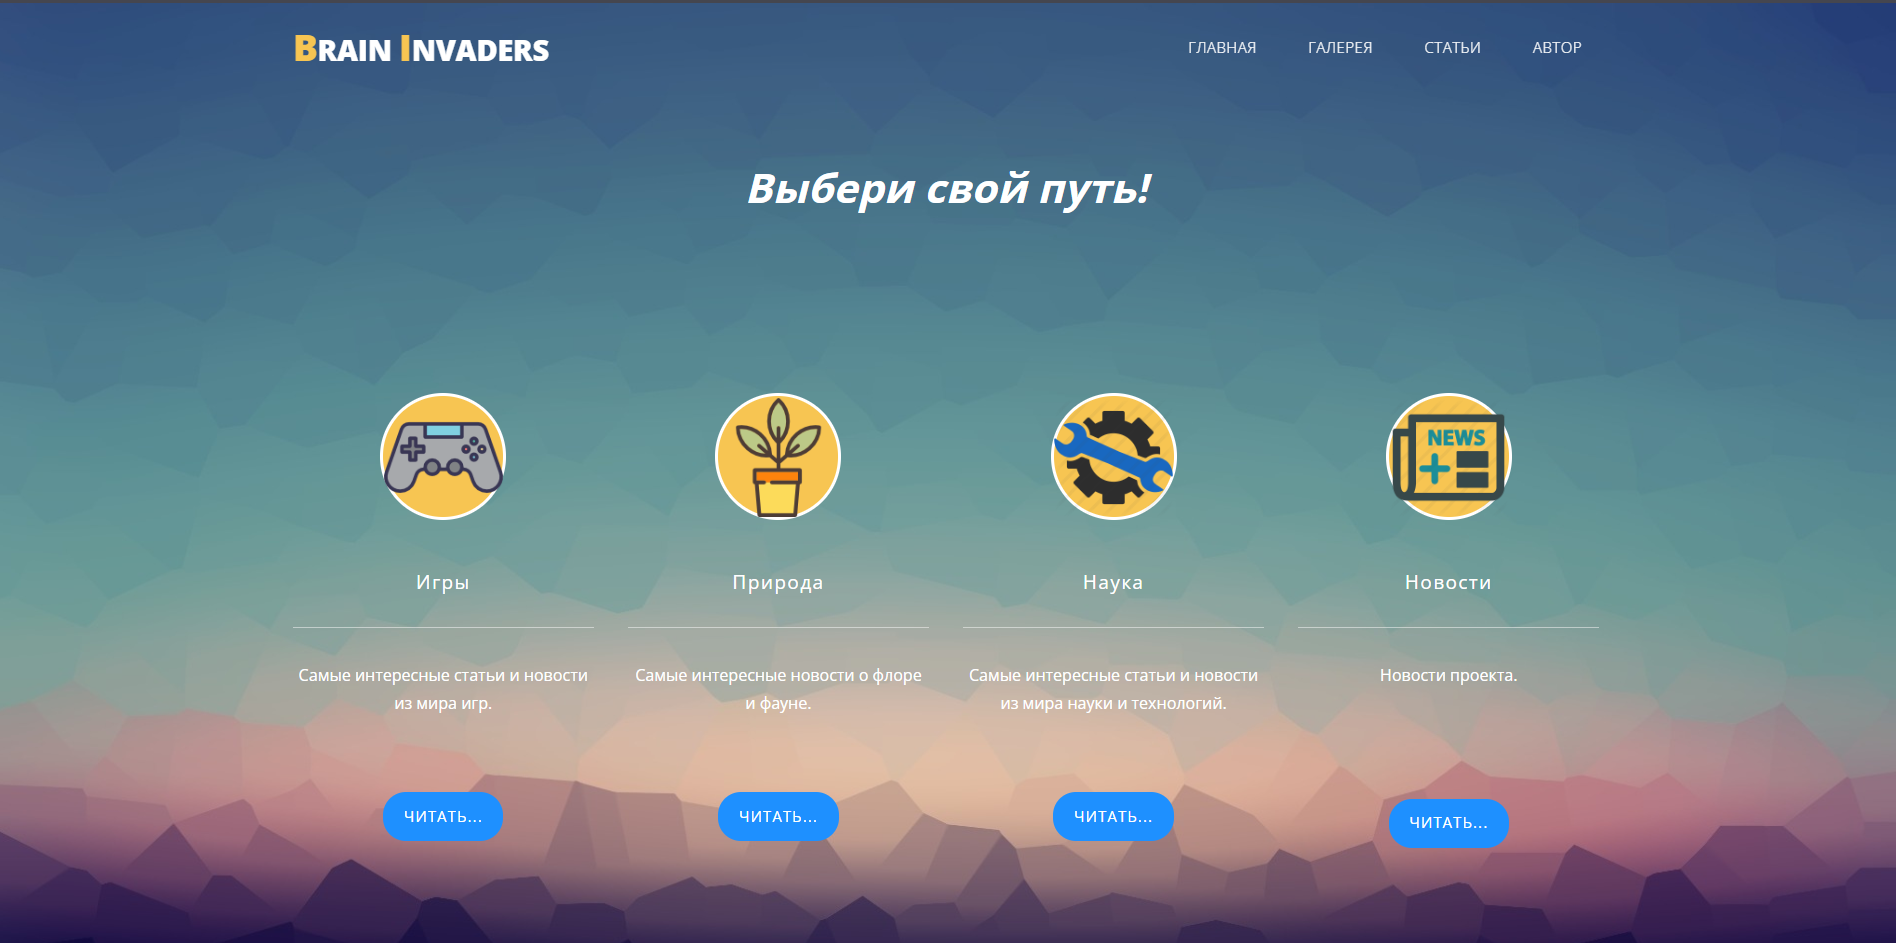 BRAIN INVADERS
ГЛАВНАЯ ГАЛЕРЕЯ СТАТЬИ АВТОР
Выбери свой путь!
NEWS
Игры
Природа
Наука
Новости
Самые интересные статьи и новости
из мира игр.
Самые интересные новости о флоре
и фауне.
Самые интересные статьи и новости
из мира науки и технологий.
Новости проекта.
ЧИТАТЬ...
ЧИТАТЬ...
ЧИТАТЬ...
ЧИТАТЬ...